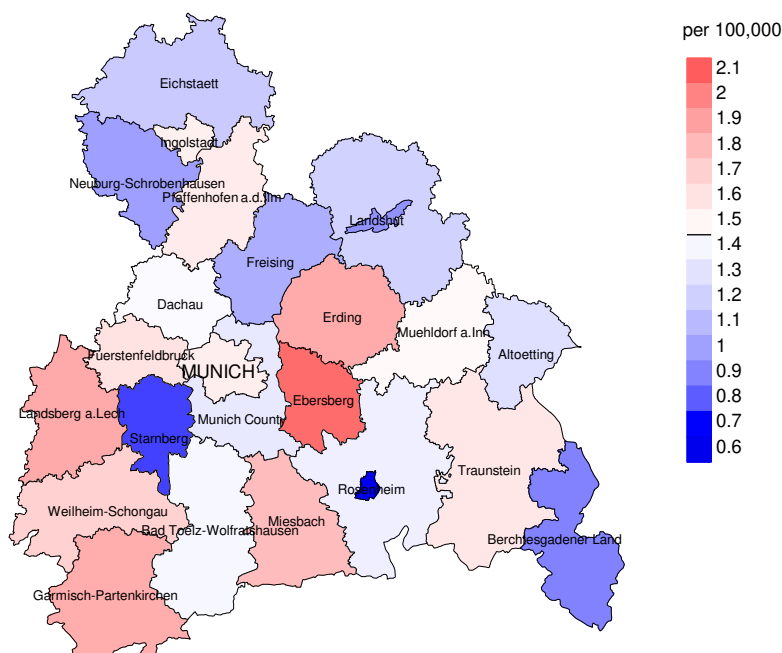 per 100,000
2.1
2
1.9
1.8
1.7
1.6
1.5
1.4
1.3
1.2
1.1
1
0.9
0.8
0.7
0.6
Eichstaett
Ingolstadt
Neuburg-Schrobenhausen
Pfaffenhofen a.d.Ilm
Landshut
Freising
Dachau
Erding
Muehldorf a.Inn
Altoetting
Fuerstenfeldbruck
MUNICH
Ebersberg
Landsberg a.Lech
Munich County
Starnberg
Traunstein
Rosenheim
Weilheim-Schongau
Miesbach
Bad Toelz-Wolfratshausen
Berchtesgadener Land
Garmisch-Partenkirchen